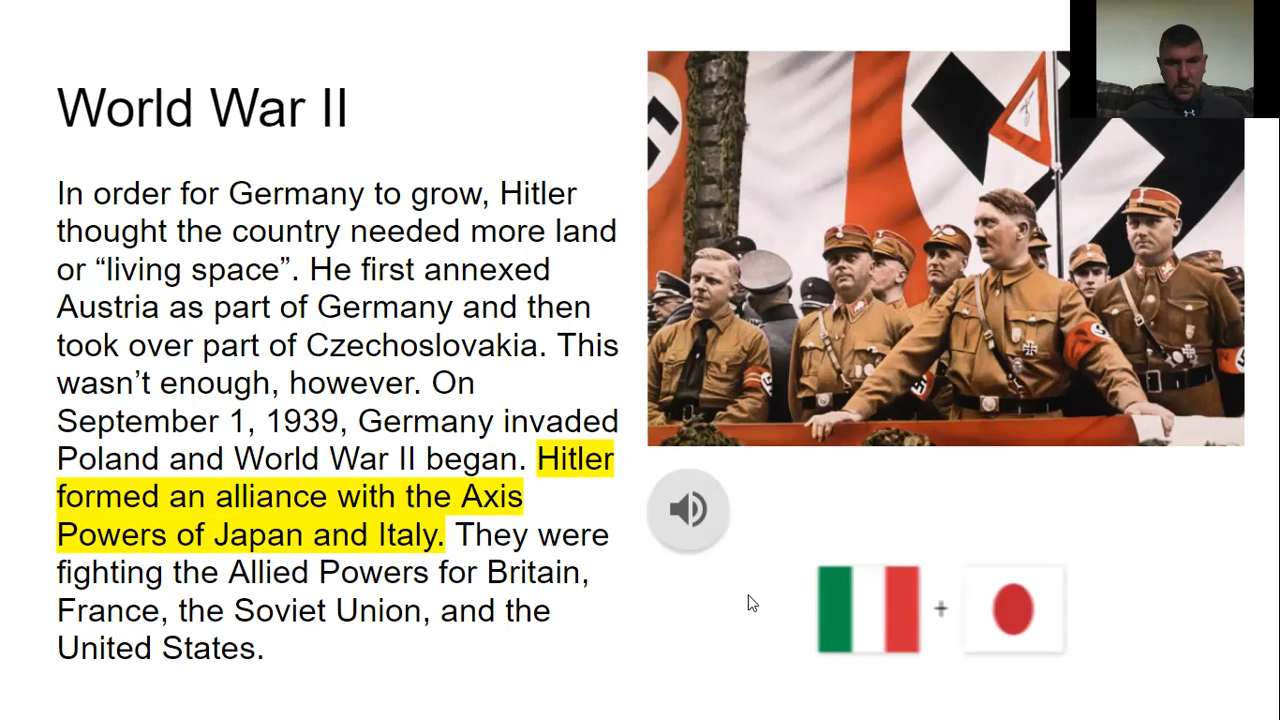 World War II
In order for Germany to grow, Hitler
thought the country needed more land
or “living space”. He first annexed
Austria as part of Germany and then
took over part of Czechoslovakia. This
wasn’t enough, however. On
September 1, 1939, Germany invaded
Poland and World War II began. Hitler
formed an alliance with the Axis
Powers of Japan and Italy. They were
fighting the Allied Powers for Britain,
France, the Soviet Union, and the
United States.
+